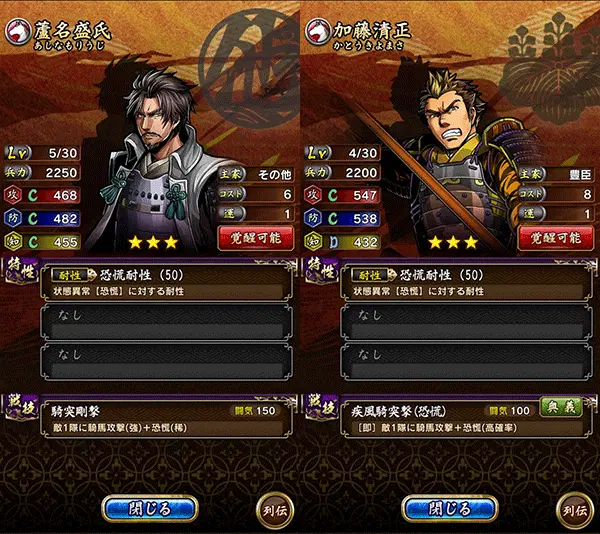 蘆名盛氏
あしなもりうじ
Lv 5/30
兵力 2250
攻 C 468
防 C 482
知 C 455
主家 その他
コスト 6
運 1
覚醒可能
特性
耐性 恐慌耐性(50)
状態異常【恐慌】に対する耐性
なし
なし
戦技
騎突剛撃 闘気 150
敵1隊に騎馬攻撃(強)+恐慌(稀)
閉じる
列伝
加藤清正
かとうきよまさ
Lv 4/30
兵力 2200
攻 C 547
防 C 538
知 D 432
主家 豊臣
コスト 8
運 1
覚醒可能
特性
耐性 恐慌耐性(50)
状態異常【恐慌】に対する耐性
なし
なし
戦技
疾風騎突撃(恐慌) 闘気 100 奥義
[即] 敵1隊に騎馬攻撃+恐慌(高確率)
閉じる
列伝